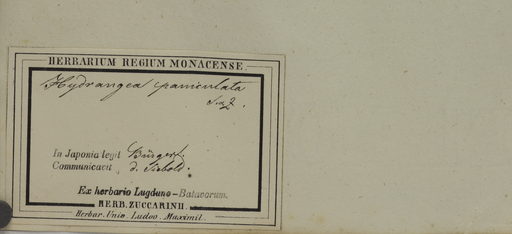 HERBARIUM REGIUM MONACENSE.
Hydrangea paniculata
S. et Z.
In Japonia legit Bürger.
Communicavit d. Siebold.
Ex herbario Lugduno-Batavorum.
HERB. ZUCCARINII.
Herbar. Univ. Ludov. Maximil.